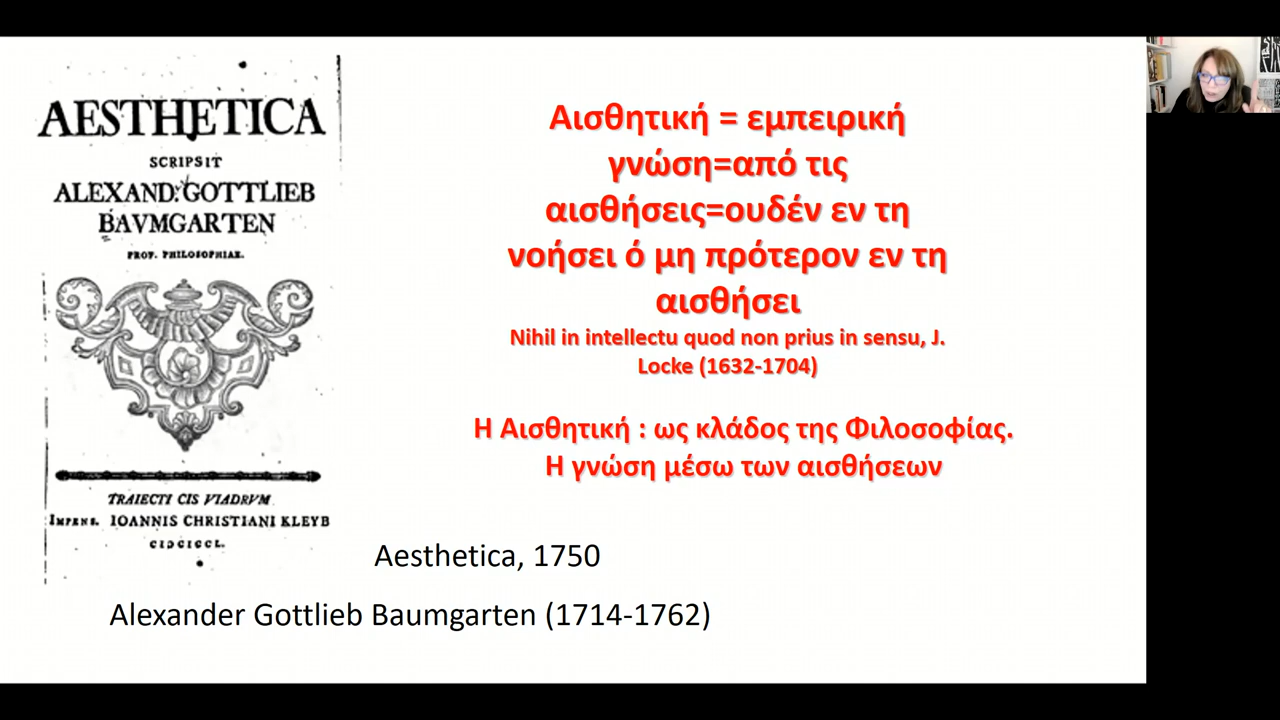 AESTHETICA
SCRIPSIT
ALEXAND. GOTTLIEB
BAVMGARTEN
PROF. PHILOSOPHIAE.
TRAIECTI CIS VIADRVM
IMPENS. IOANNIS CHRISTIANI KLEYB
CIƆIƆCCL.
Αισθητική = εμπειρική
γνώση=από τις
αισθήσεις=ουδέν εν τη
νοήσει ό μη πρότερον εν τη
αισθήσει
Nihil in intellectu quod non prius in sensu, J.
Locke (1632-1704)
Η Αισθητική : ως κλάδος της Φιλοσοφίας.
Η γνώση μέσω των αισθήσεων
Aesthetica, 1750
Alexander Gottlieb Baumgarten (1714-1762)